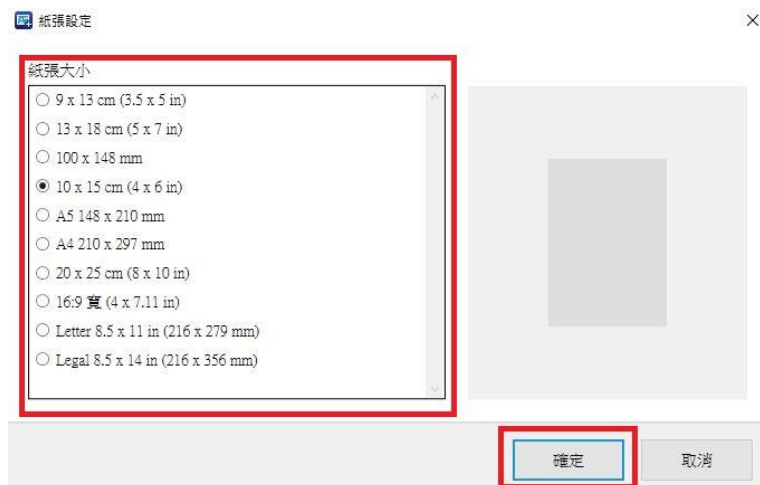 紙張設定
紙張大小
9 x 13 cm (3.5 x 5 in)
13 x 18 cm (5 x 7 in)
100 x 148 mm
10 x 15 cm (4 x 6 in)
A5 148 x 210 mm
A4 210 x 297 mm
20 x 25 cm (8 x 10 in)
16:9 寬 (4 x 7.11 in)
Letter 8.5 x 11 in (216 x 279 mm)
Legal 8.5 x 14 in (216 x 356 mm)
確定
取消